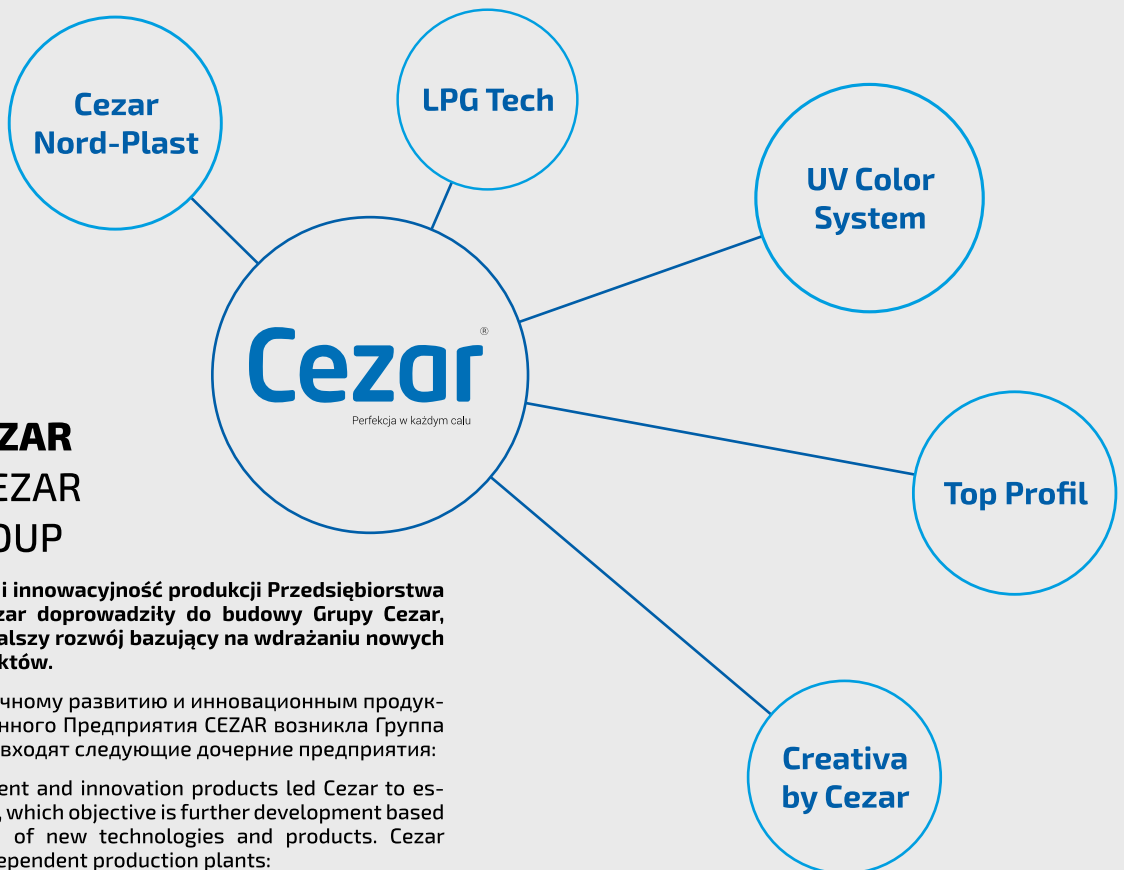 Cezar
Nord-Plast
LPG Tech
UV Color
System
Cezar®
Perfekcja w każdym calu
Top Profil
Creativa
by Cezar
ZAR
EZAR
OUP
i innowacyjność produkcji Przedsiębiorstwa
zar doprowadziły do budowy Grupy Cezar,
alszy rozwój bazujący na wdrażaniu nowych
któw.
чному развитию и инновационным продук-
нного Предприятия CEZAR возникла Группа
входят следующие дочерние предприятия:
ent and innovation products led Cezar to es-
, which objective is further development based
of new technologies and products. Cezar
ependent production plants: